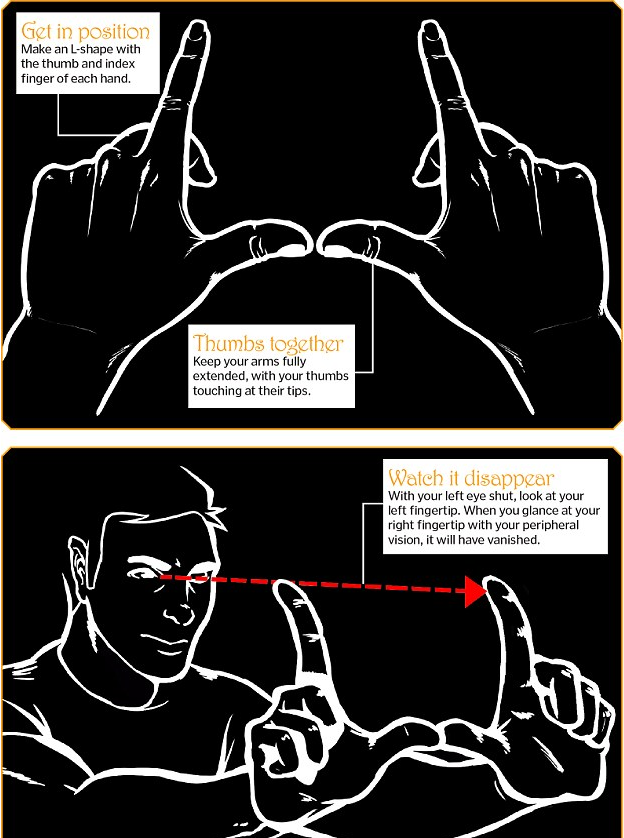 Get in position
Make an L-shape with
the thumb and index
finger of each hand.
Thumbs together
Keep your arms fully
extended, with your thumbs
touching at their tips.
Watch it disappear
With your left eye shut, look at your
left fingertip. When you glance at your
right fingertip with your peripheral
vision, it will have vanished.